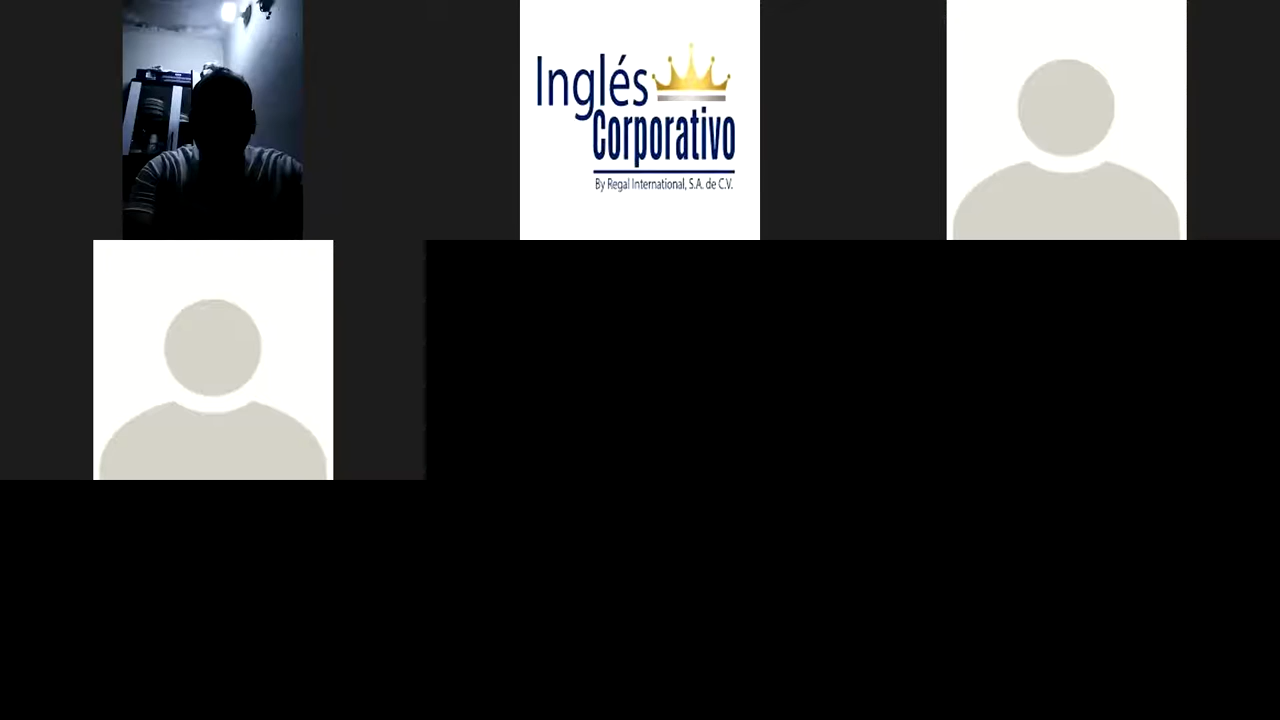 Inglés
Corporativo
By Regal International, S.A. de C.V.